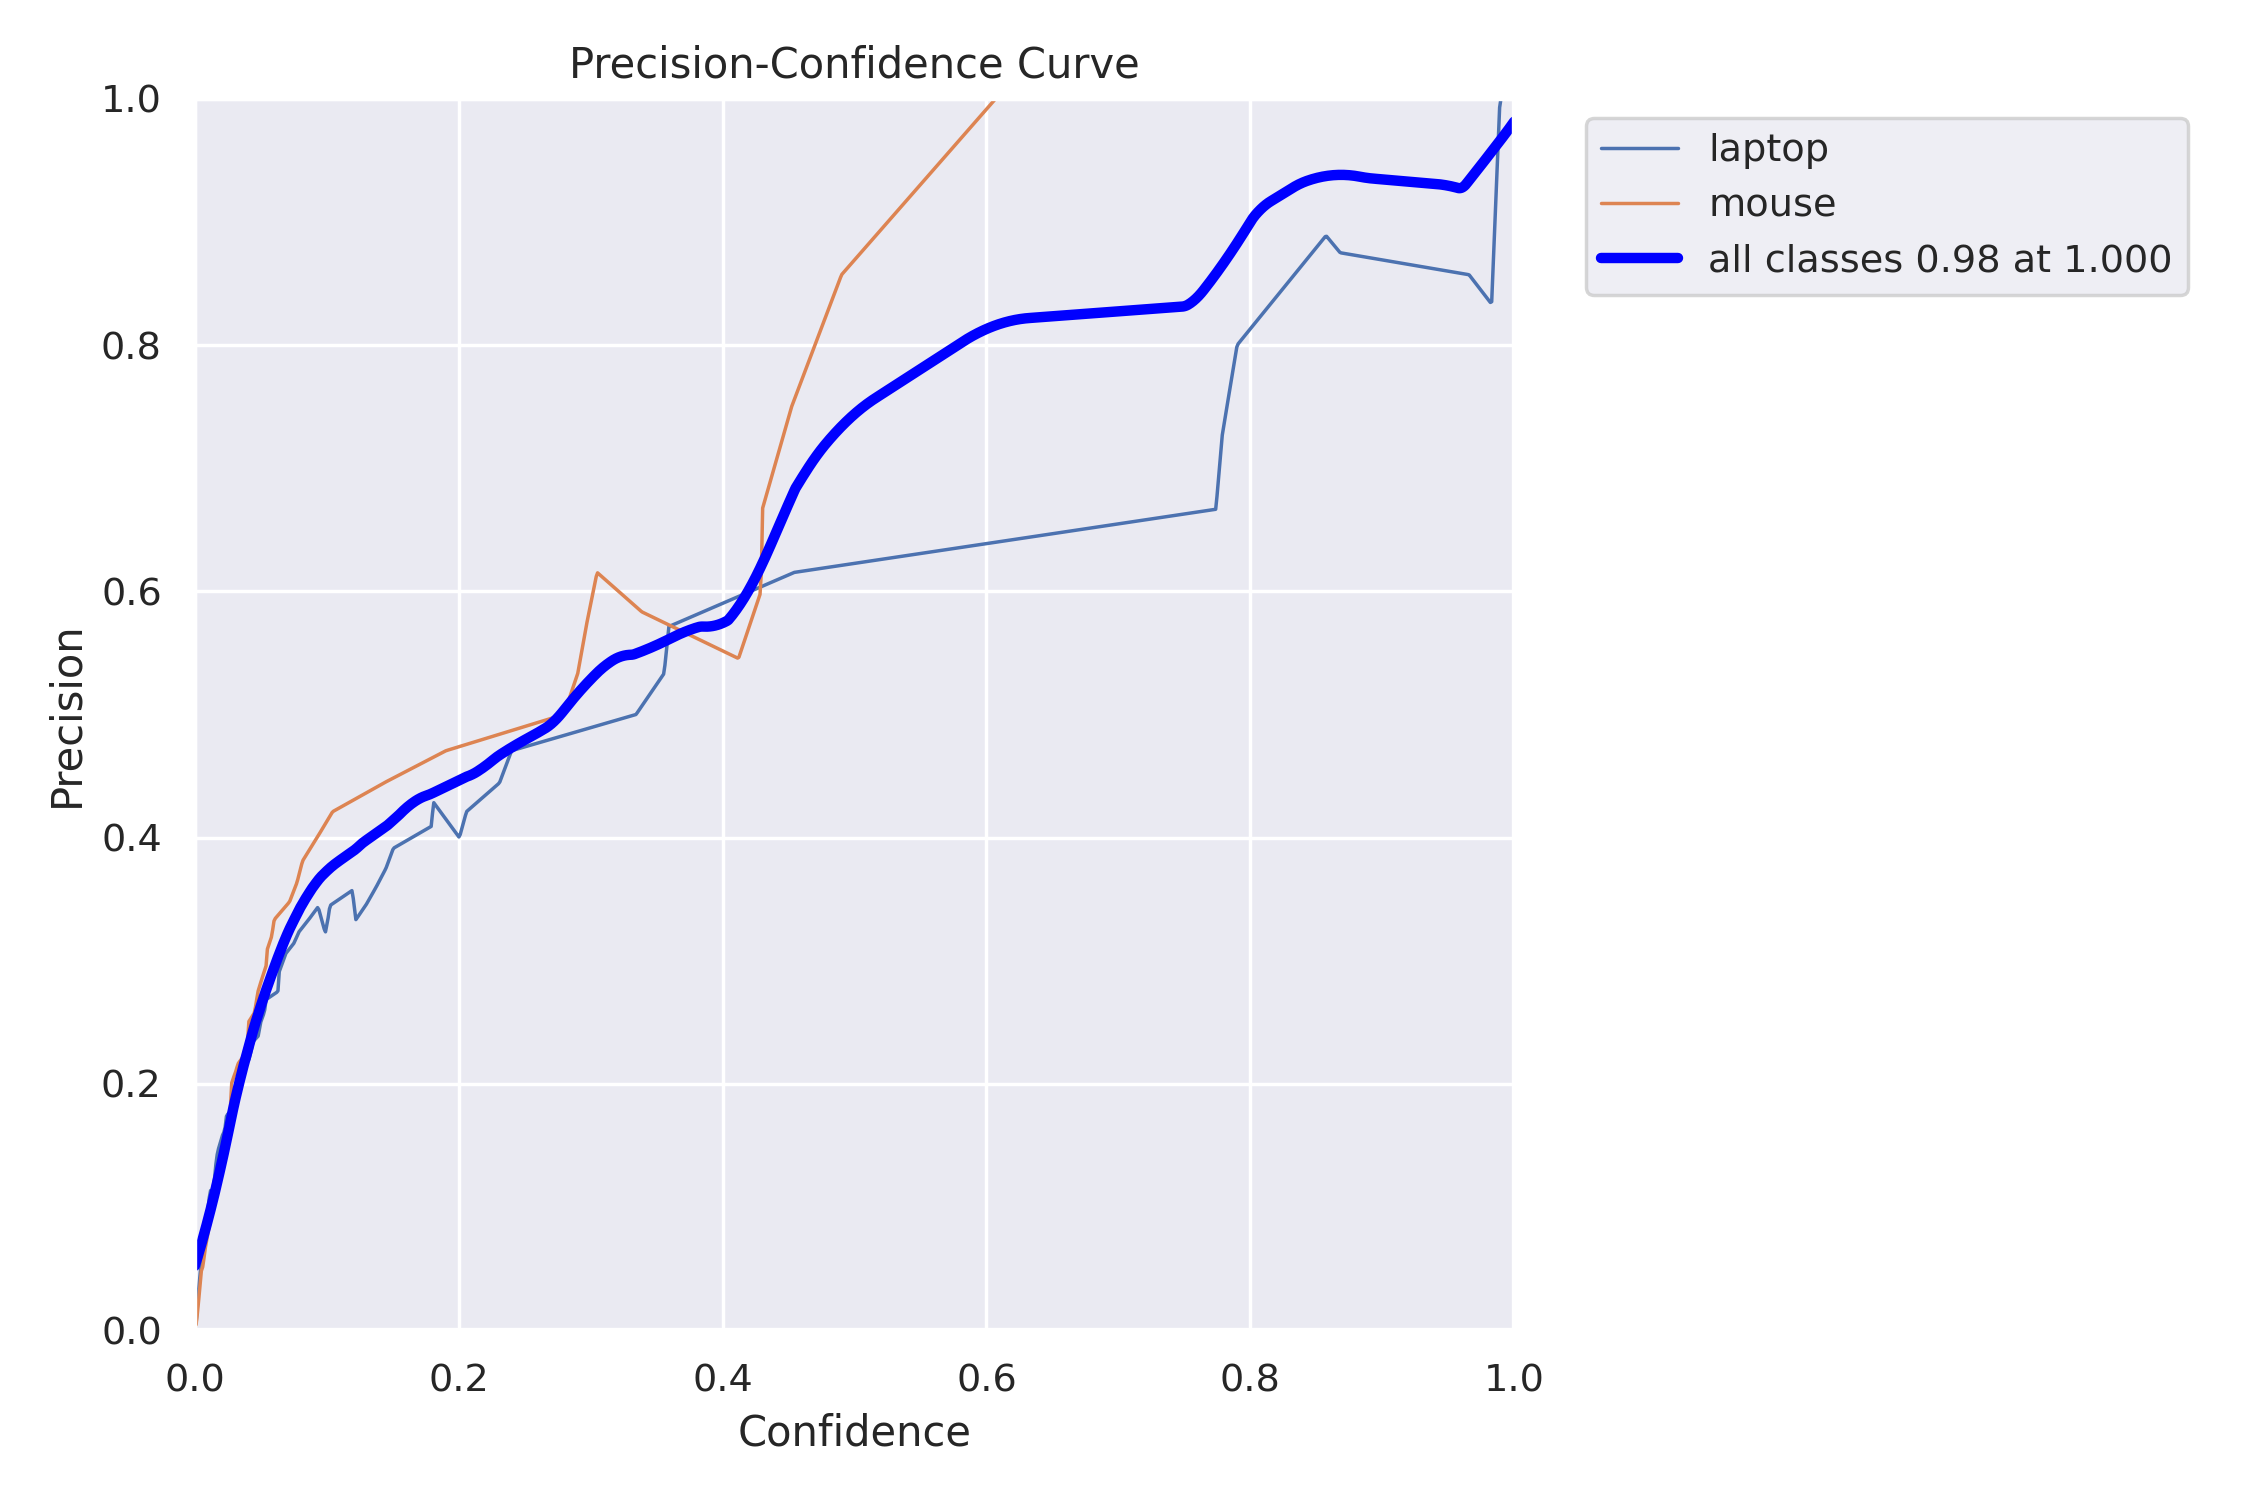 Precision-Confidence Curve
1.0
0.8
0.6
0.4
0.2
0.0
Precision
0.0 0.2 0.4 0.6 0.8 1.0
Confidence
laptop
mouse
all classes 0.98 at 1.000